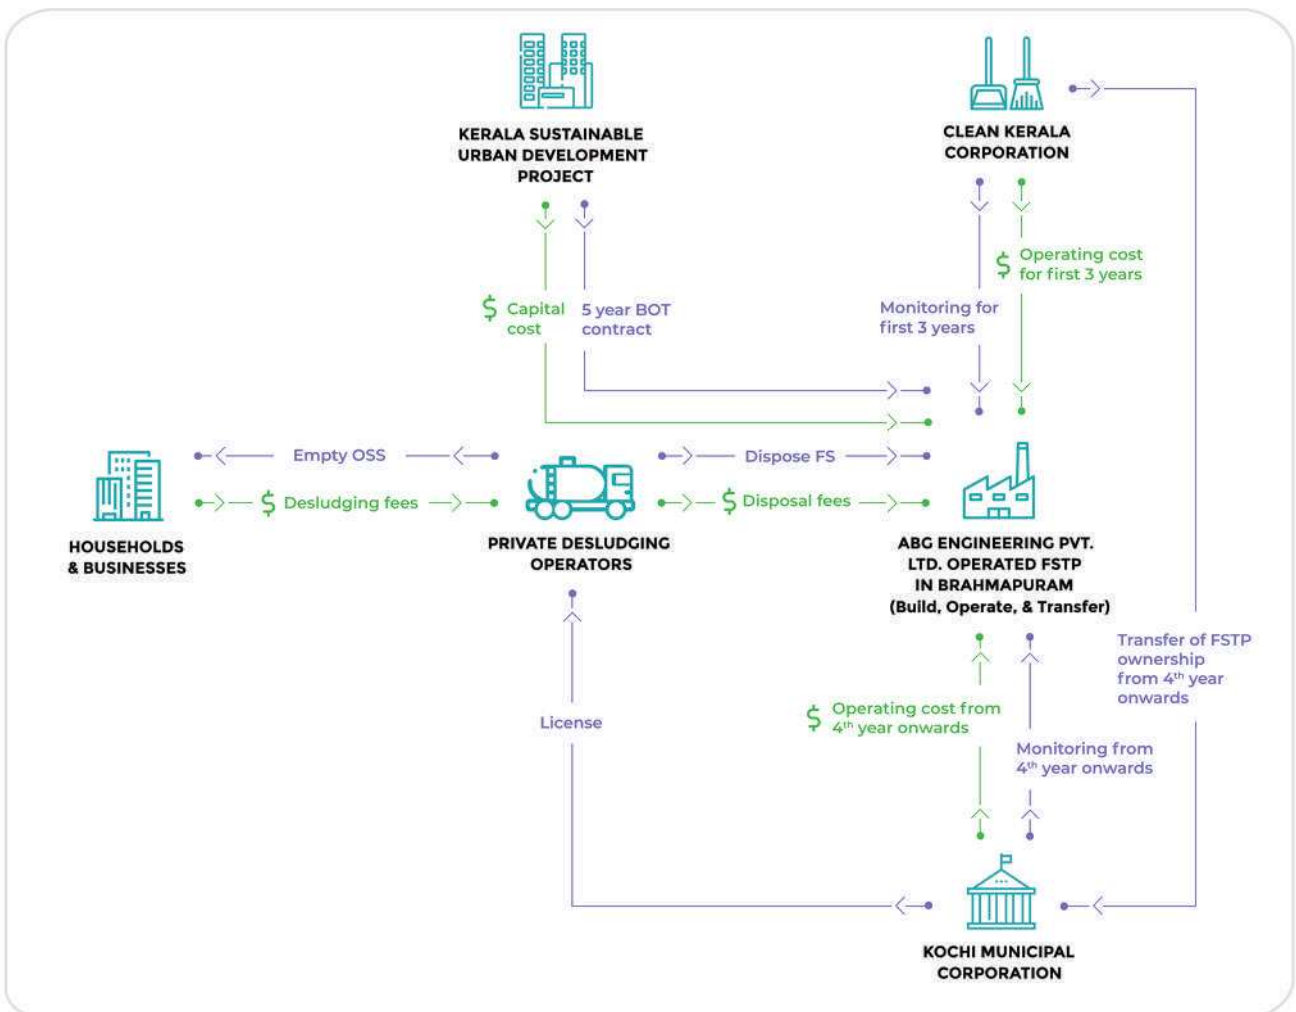 KERALA SUSTAINABLE
URBAN DEVELOPMENT
PROJECT
CLEAN KERALA
CORPORATION
$ Capital
cost
5 year BOT
contract
Monitoring for
first 3 years
$ Operating cost
for first 3 years
Empty OSS
$ Desludging fees
Dispose FS
$ Disposal fees
HOUSEHOLDS
& BUSINESSES
PRIVATE DESLUDGING
OPERATORS
ABG ENGINEERING PVT.
LTD. OPERATED FSTP
IN BRAHMAPURAM
(Build, Operate, & Transfer)
Transfer of FSTP
ownership
from 4th year
onwards
License
$ Operating cost from
4th year onwards
Monitoring from
4th year onwards
KOCHI MUNICIPAL
CORPORATION